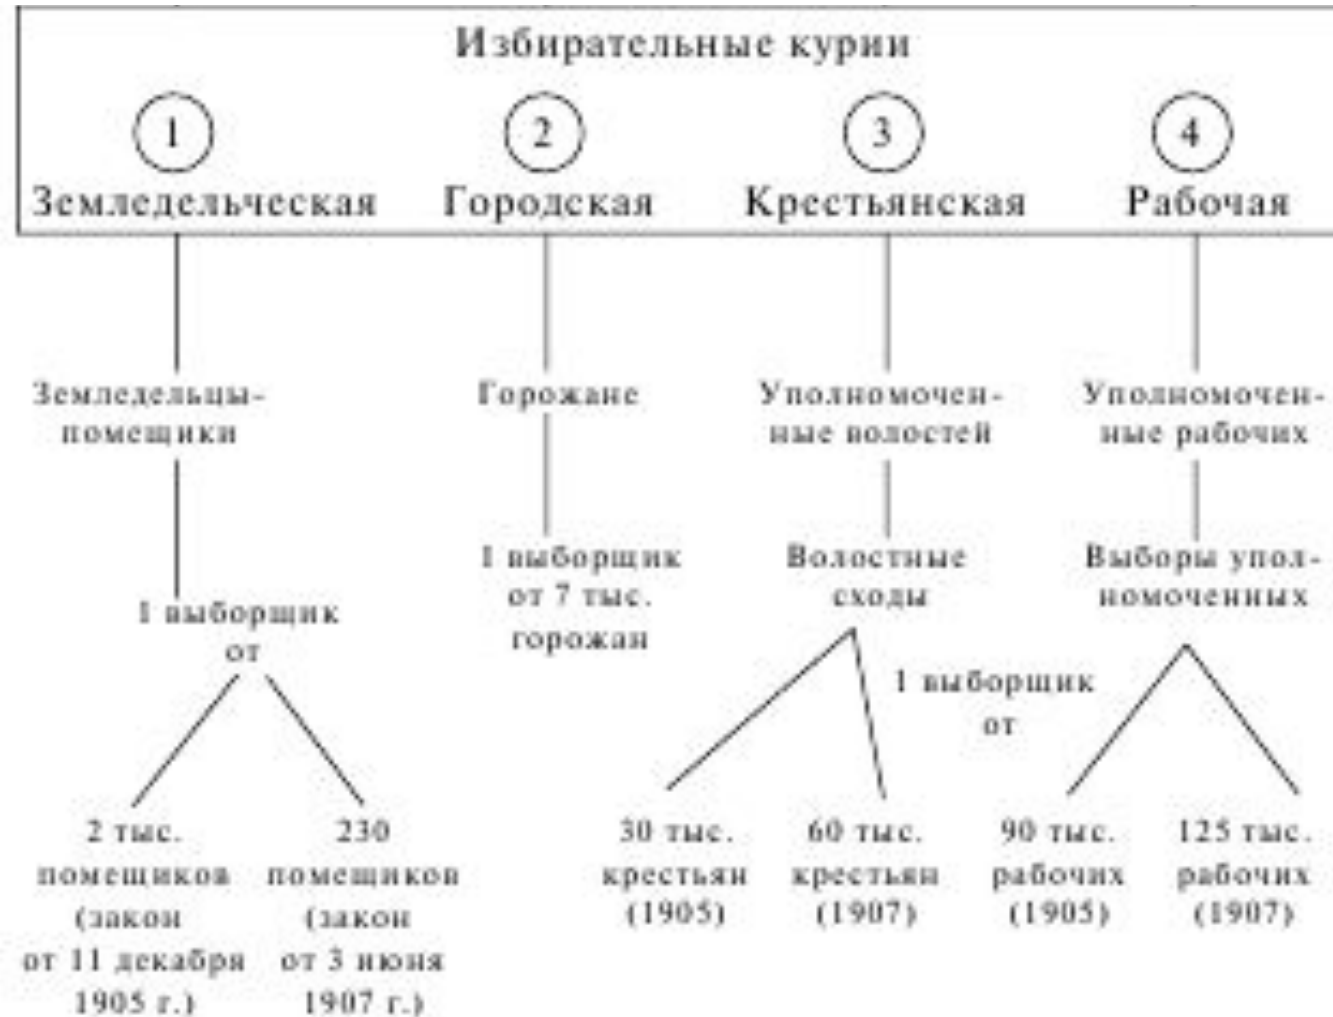 Избирательные курии
1
Земледельческая
2
Городская
3
Крестьянская
4
Рабочая
Земледельцы-
помещики
1 выборщик
от
2 тыс.
помещиков
(закон
от 11 декабря
1905 г.)
230
помещиков
(закон
от 3 июня
1907 г.)
Горожане
1 выборщик
от 7 тыс.
горожан
Уполномочен-
ные волостей
Волостные
сходы
1 выборщик
от
30 тыс.
крестьян
(1905)
60 тыс.
крестьян
(1907)
Уполномочен-
ные рабочих
Выборы упол-
номоченных
90 тыс.
рабочих
(1905)
125 тыс.
рабочих
(1907)